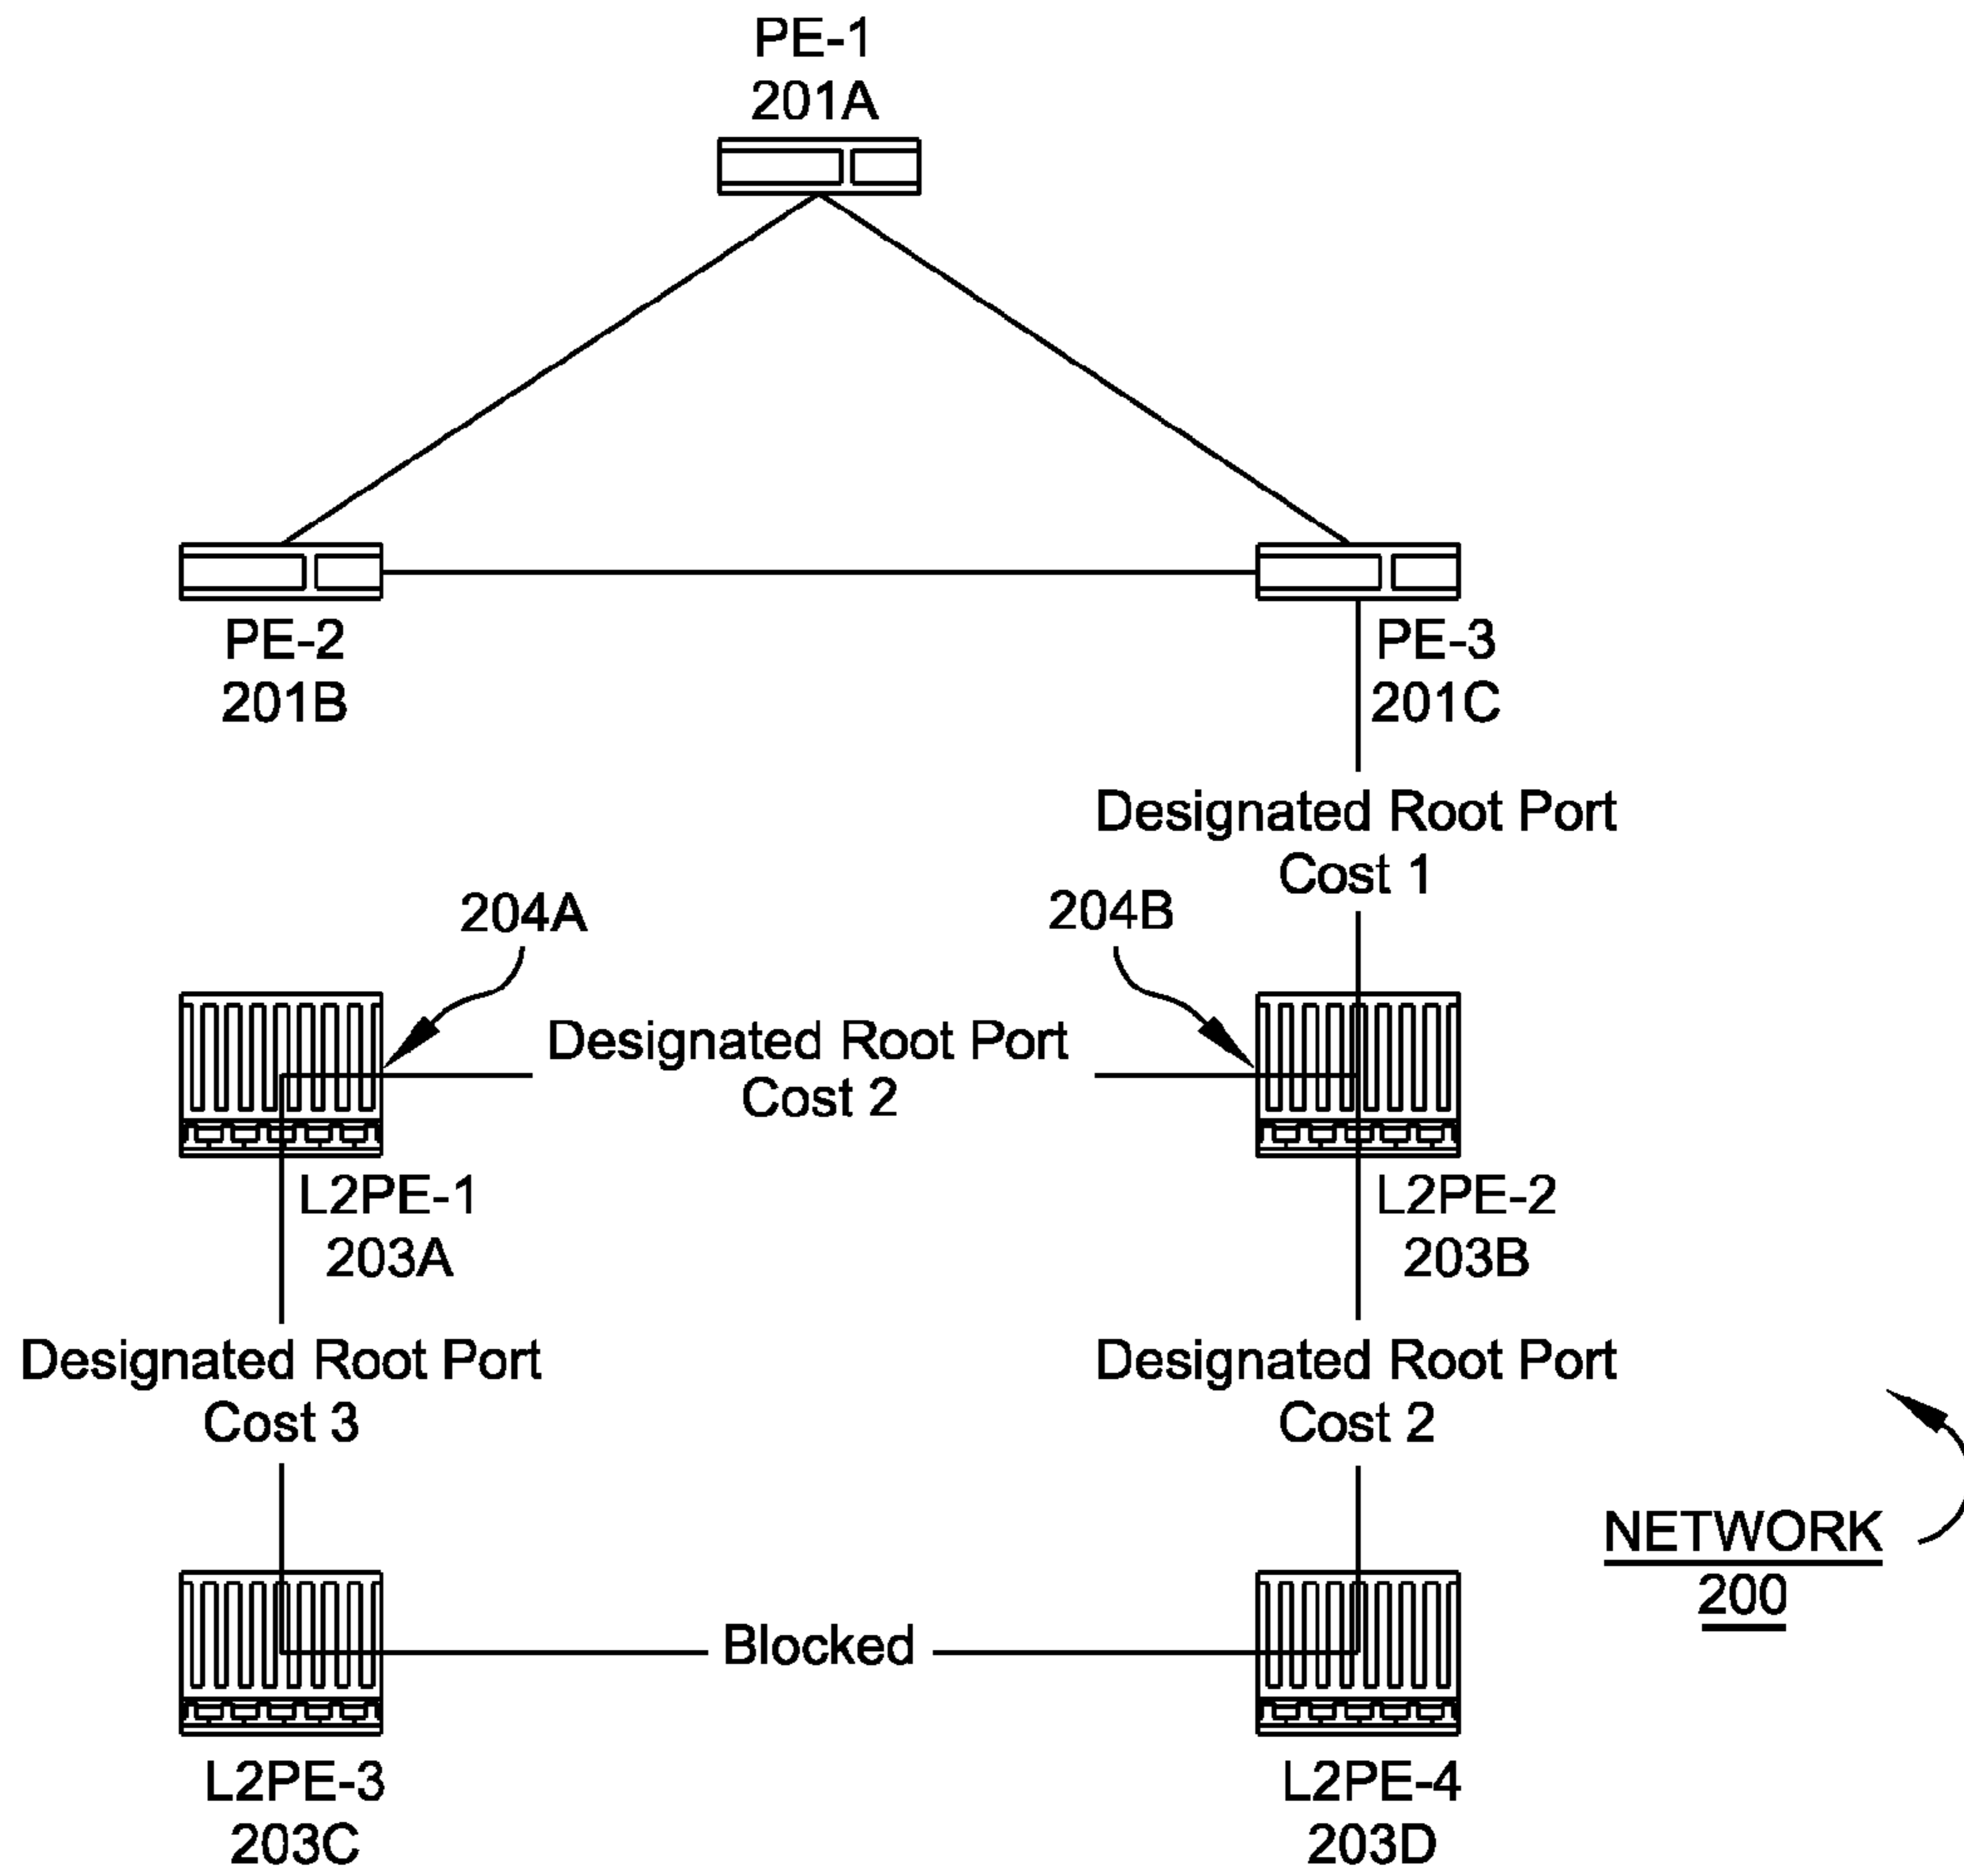 PE-1
201A
PE-2
201B
PE-3
201C
Designated Root Port
Cost 1
204A
204B
Designated Root Port
Cost 2
L2PE-1
203A
L2PE-2
203B
Designated Root Port
Cost 3
Designated Root Port
Cost 2
NETWORK
200
Blocked
L2PE-3
203C
L2PE-4
203D